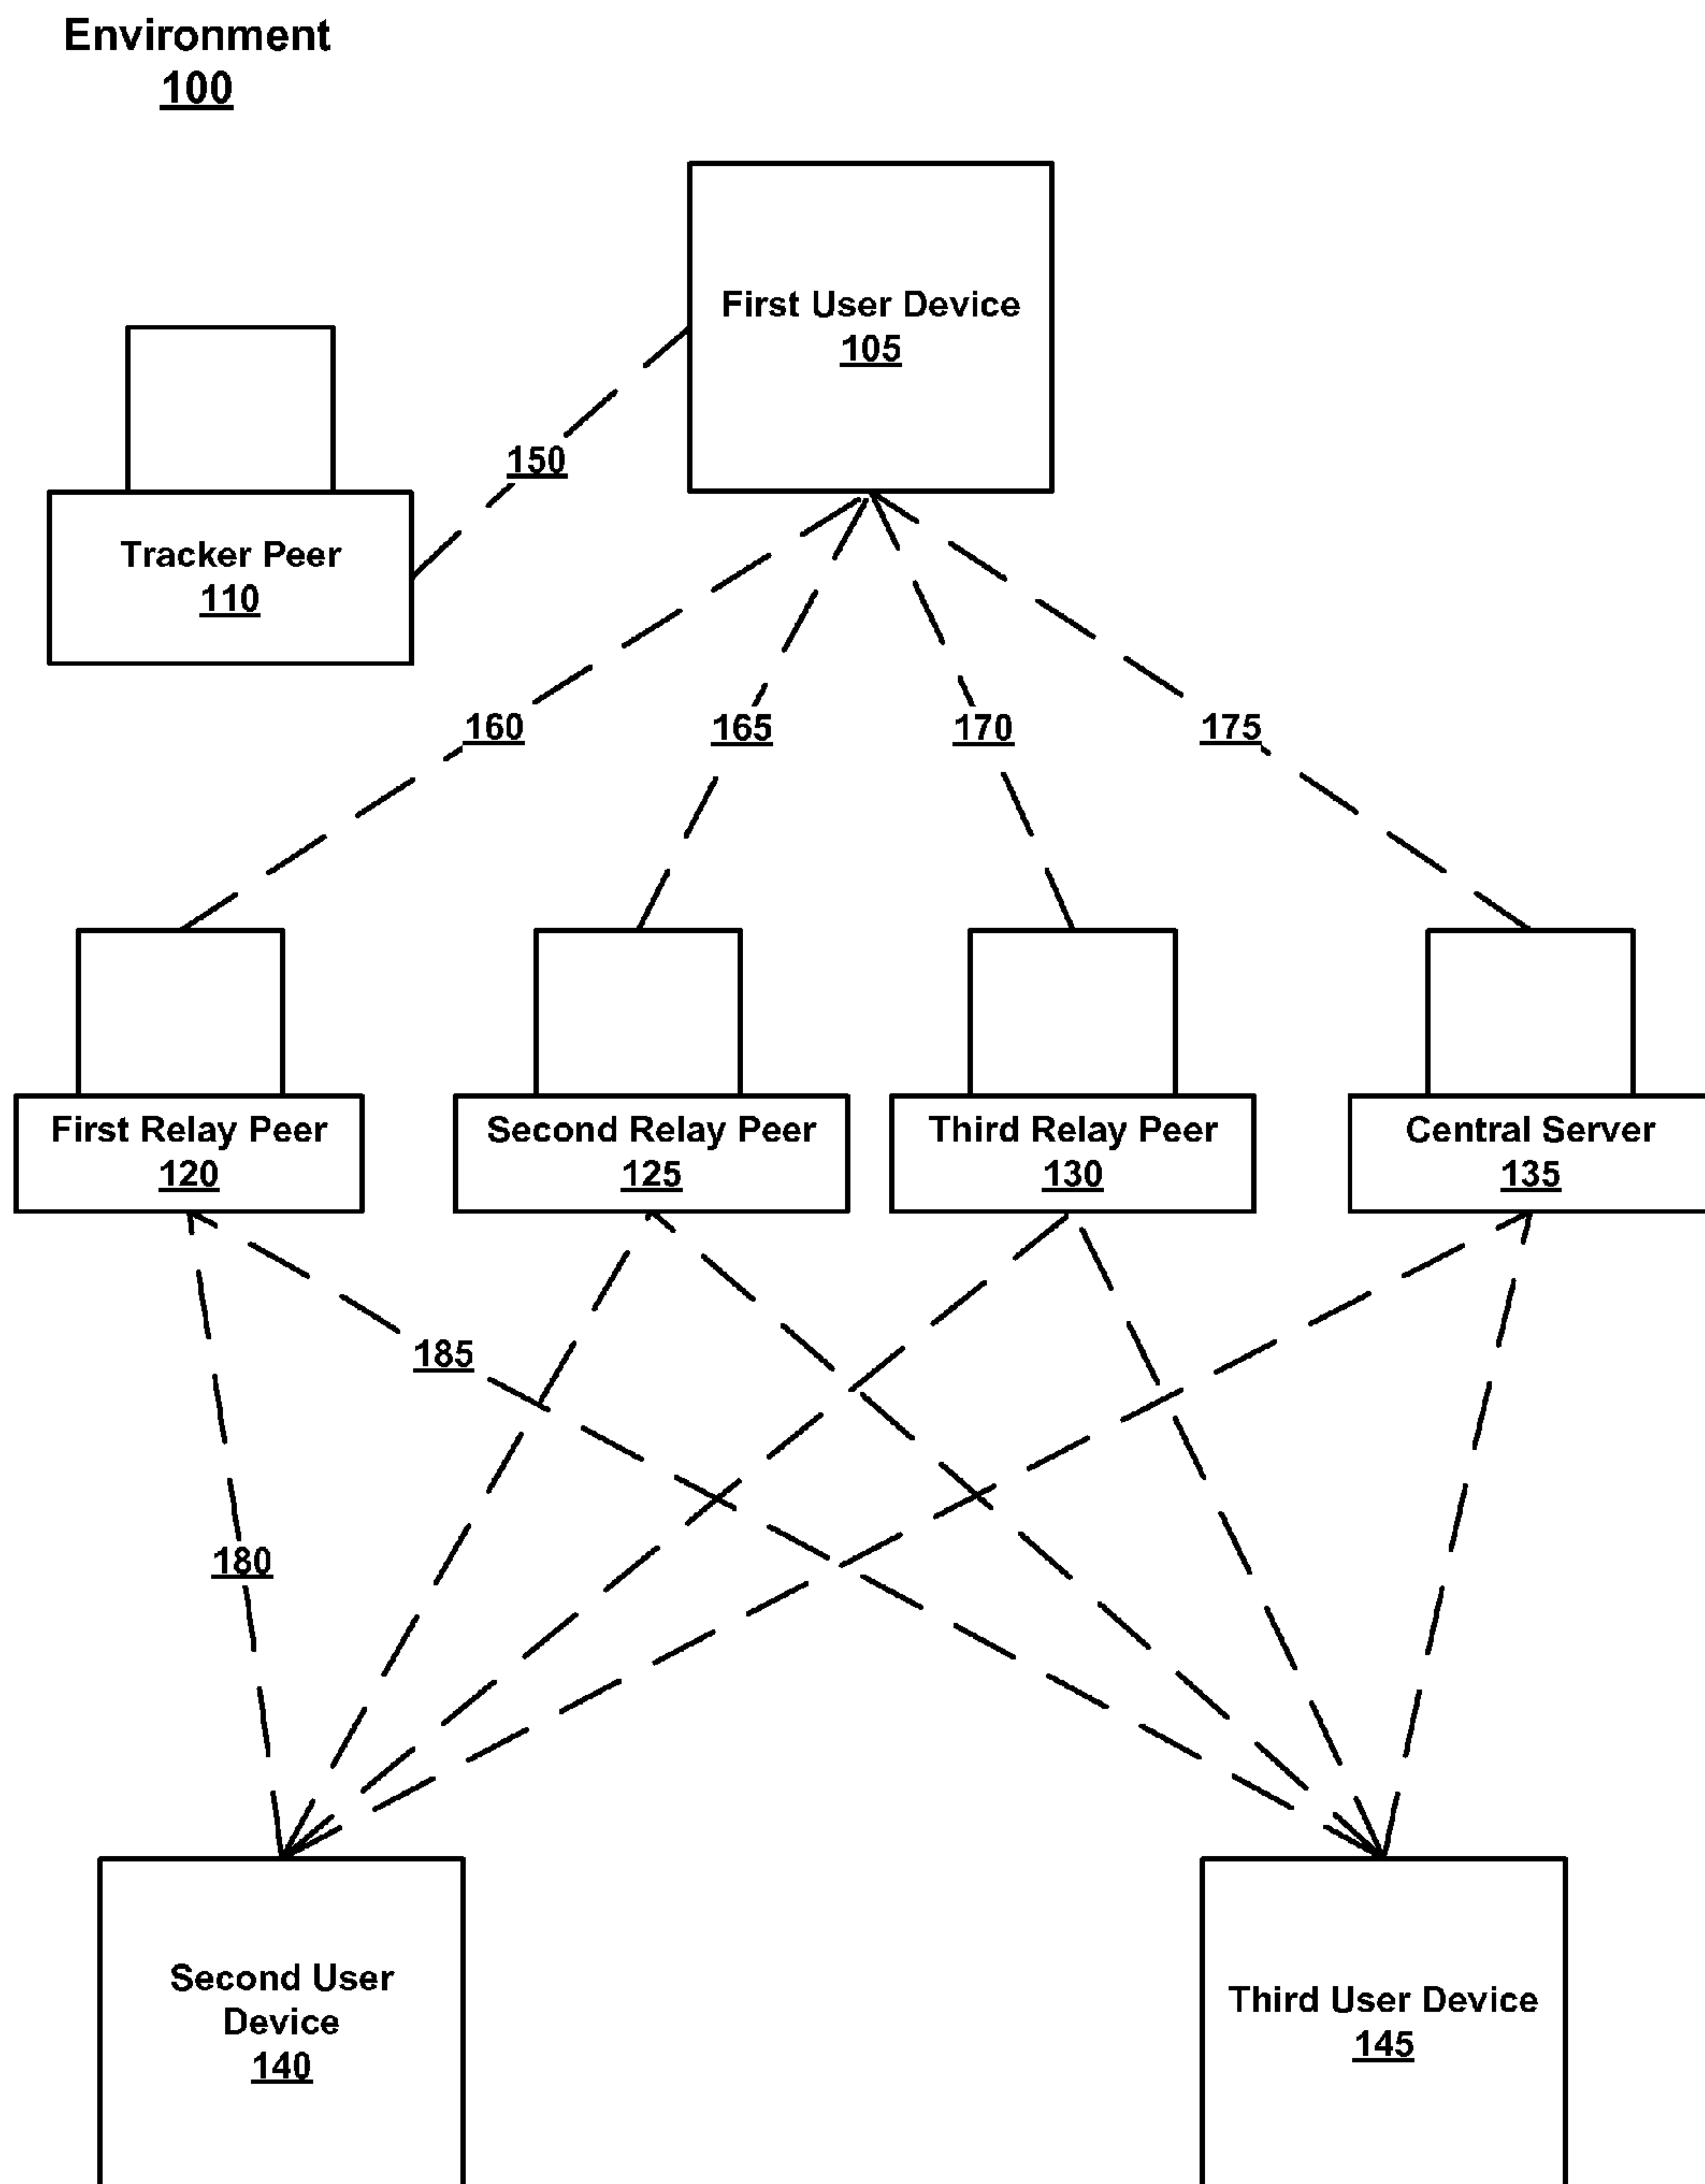 Environment
100
First User Device
105
150
Tracker Peer
110
160
165
170
175
First Relay Peer
120
Second Relay Peer
125
Third Relay Peer
130
Central Server
135
185
180
Second User
Device
140
Third User Device
145